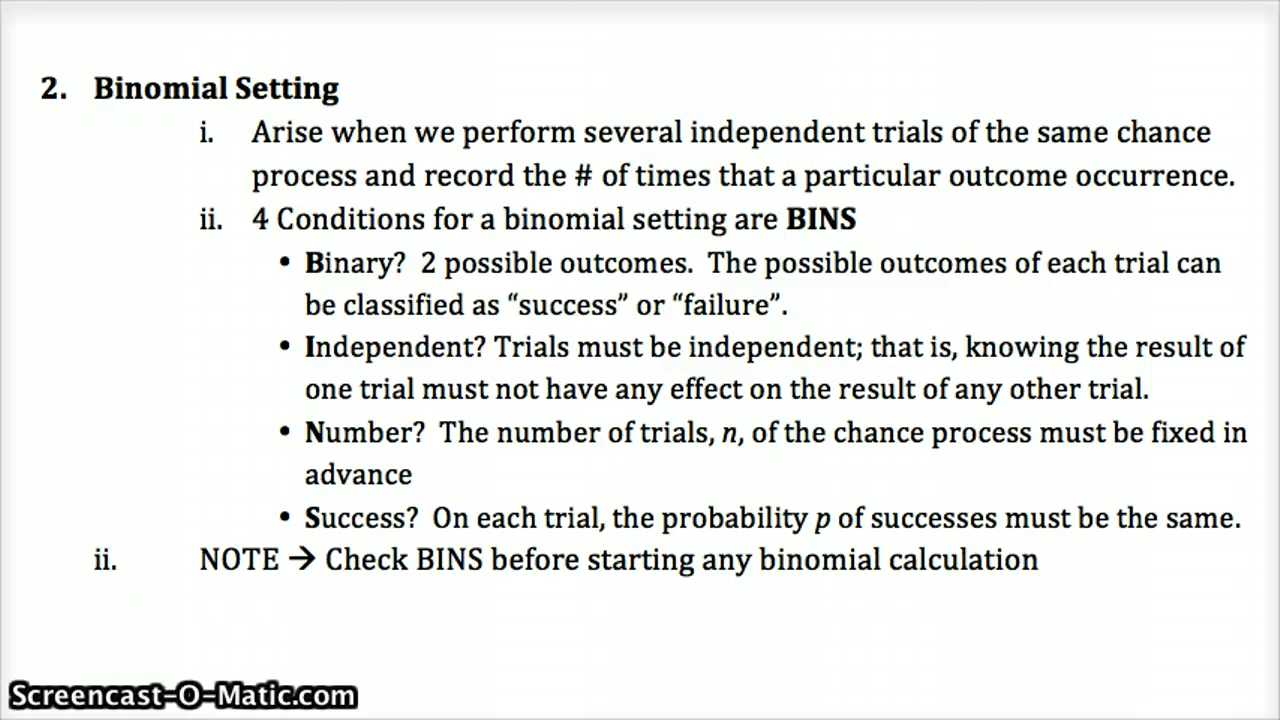 2. Binomial Setting
i. Arise when we perform several independent trials of the same chance
process and record the # of times that a particular outcome occurrence.
ii. 4 Conditions for a binomial setting are BINS
• Binary? 2 possible outcomes. The possible outcomes of each trial can
be classified as “success” or “failure”.
• Independent? Trials must be independent; that is, knowing the result of
one trial must not have any effect on the result of any other trial.
• Number? The number of trials, n, of the chance process must be fixed in
advance
• Success? On each trial, the probability p of successes must be the same.
ii. NOTE → Check BINS before starting any binomial calculation
Screencast-O-Matic.com